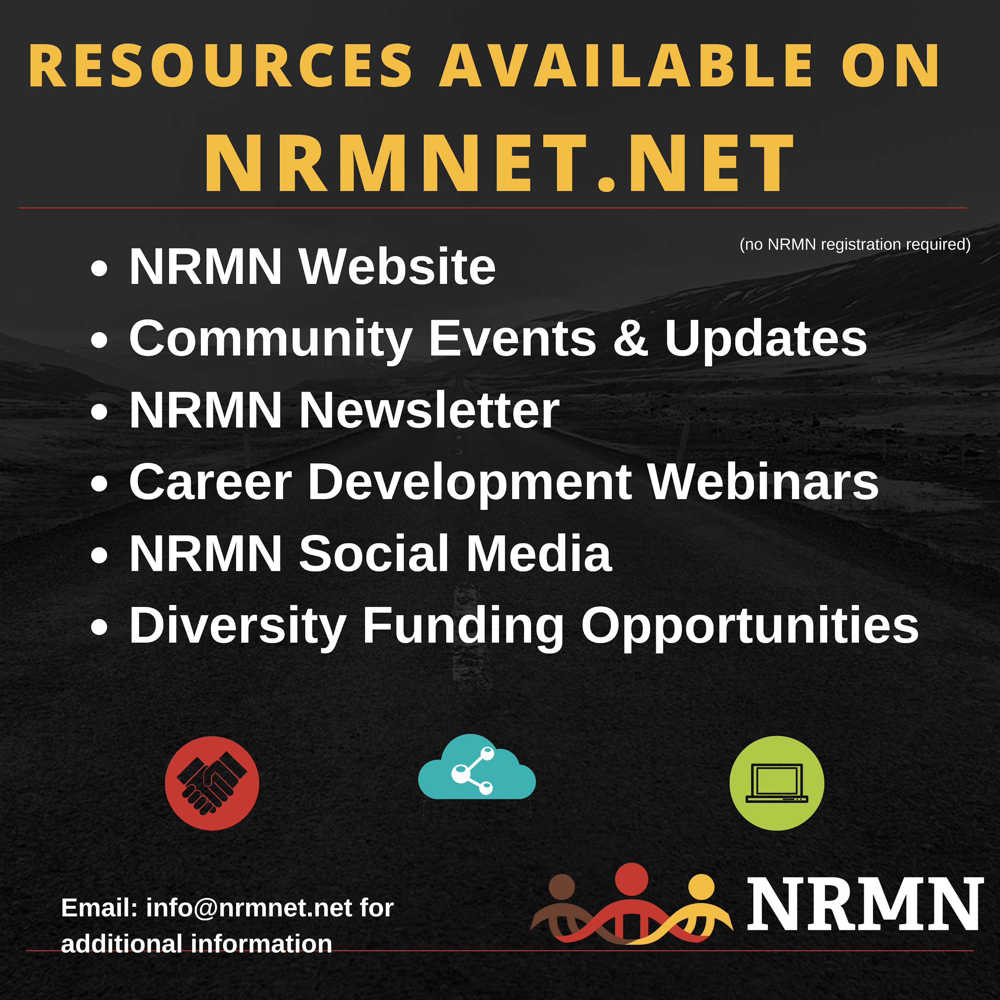 RESOURCES AVAILABLE ON
NRMNET.NET
(no NRMN registration required)
• NRMN Website
• Community Events & Updates
• NRMN Newsletter
• Career Development Webinars
• NRMN Social Media
• Diversity Funding Opportunities
Email: info@nrmnet.net for
additional information
NRMN